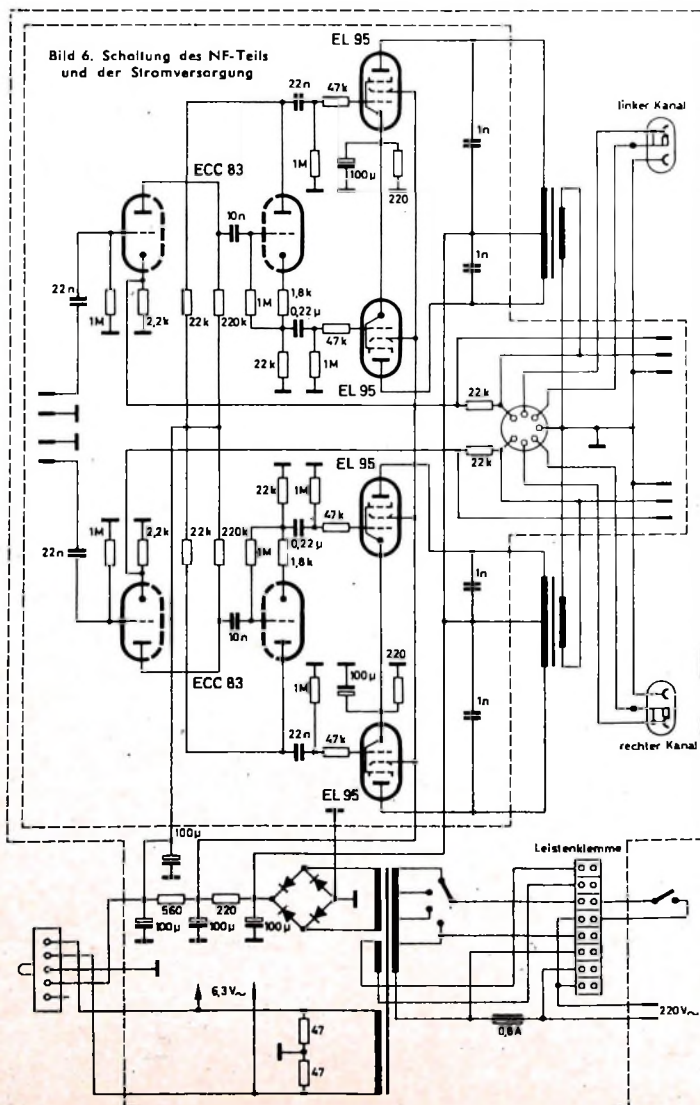 Bild 6. Schaltung des NF-Teils
und der Stromversorgung
EL 95
linker Kanal
22n
47k
1n
ECC 83
1M
100µ
220
10n
1n
22n
1M
2,2k
22k
220k
1M
1,8k
0,22µ
47k
22k
1M
EL 95
22k
22k
EL 95
22k
1M
47k
1M
2,2k
22k
220k
1M
0,22µ
1,8k
22n
1n
10n
ECC 83
100µ
220
1M
1n
22n
47k
rechter Kanal
EL 95
100µ
Leistenklemme
560
220
100µ
100µ
100µ
6,3V~
47
220V~
0,8A
47